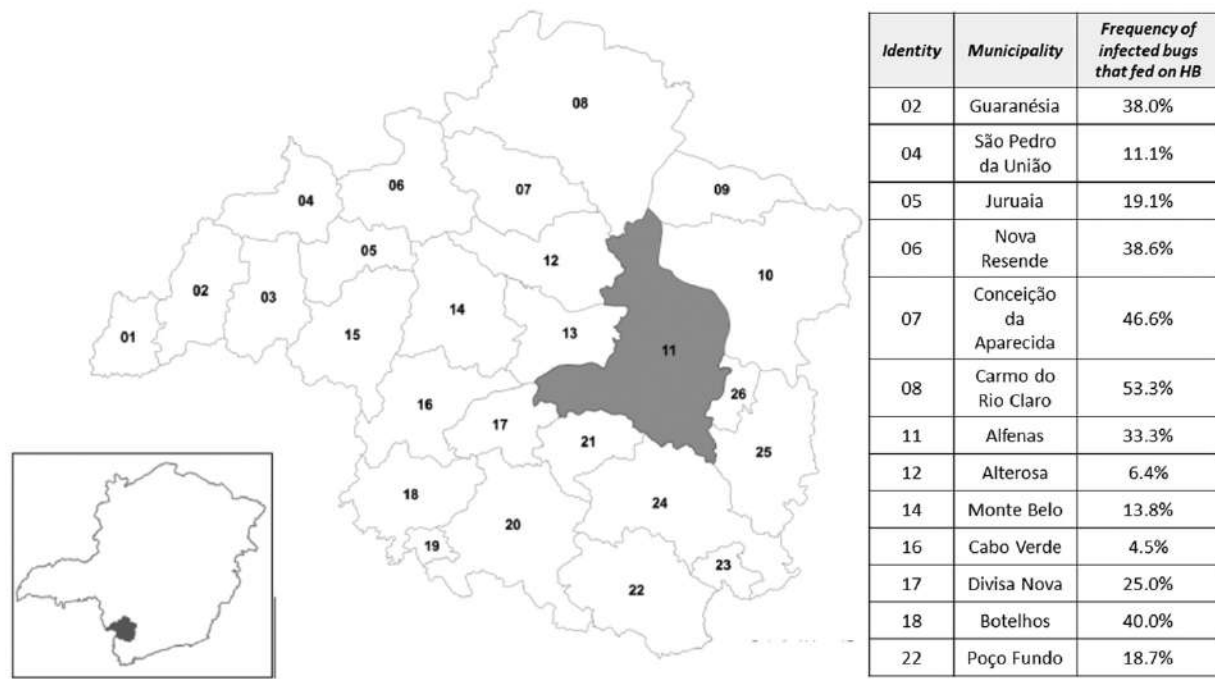 08
04
06
07
09
05
12
10
02
03
14
15
13
01
11
16
26
17
21
25
18
24
20
19
23
22
Identity Municipality Frequency of
infected bugs
that fed on HB
02 Guaranésia 38.0%
04 São Pedro
da União 11.1%
05 Juruaia 19.1%
06 Nova
Resende 38.6%
07 Conceição
da
Aparecida 46.6%
08 Carmo do
Rio Claro 53.3%
11 Alfenas 33.3%
12 Alterosa 6.4%
14 Monte Belo 13.8%
16 Cabo Verde 4.5%
17 Divisa Nova 25.0%
18 Botelhos 40.0%
22 Poço Fundo 18.7%